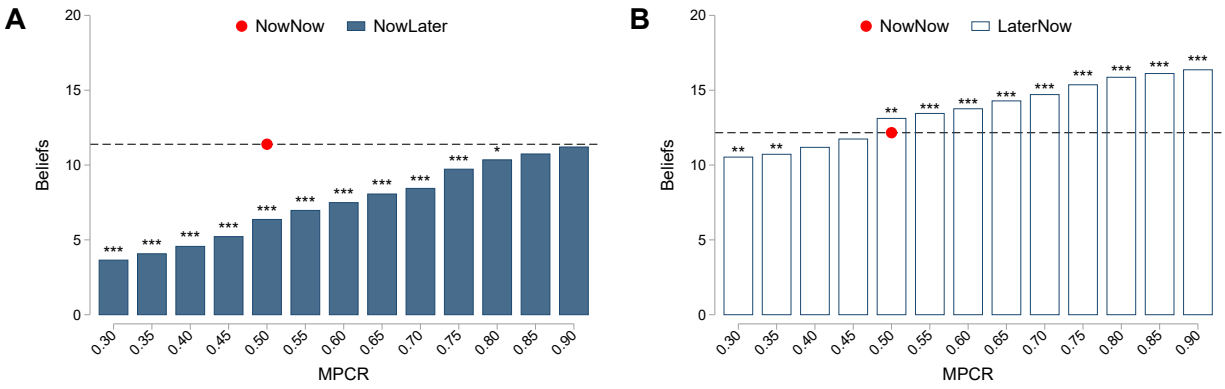 A
NowNow NowLater
20
15
10
5
0
Beliefs
*** *** *** *** *** *** *** *** *** *** *
0.30 0.35 0.40 0.45 0.50 0.55 0.60 0.65 0.70 0.75 0.80 0.85 0.90
MPCR
B
NowNow LaterNow
20
15
10
5
0
Beliefs
** ** ** *** *** *** *** *** *** *** ***
0.30 0.35 0.40 0.45 0.50 0.55 0.60 0.65 0.70 0.75 0.80 0.85 0.90
MPCR